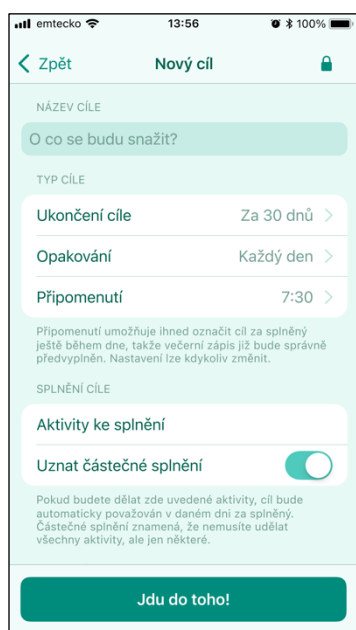 emtecko 13:56 100%
Zpět Nový cíl
NÁZEV CÍLE
O co se budu snažit?
TYP CÍLE
Ukončení cíle Za 30 dnů
Opakování Každý den
Připomenutí 7:30
Připomenutí umožňuje ihned označit cíl za splněný
ještě během dne, takže večerní zápis již bude správně
předvyplněn. Nastavení lze kdykoliv změnit.
SPLNĚNÍ CÍLE
Aktivity ke splnění
Uznat částečné splnění
Pokud budete dělat zde uvedené aktivity, cíl bude
automaticky považován v daném dni za splněný.
Částečné splnění znamená, že nemusíte udělat
všechny aktivity, ale jen některé.
Jdu do toho!